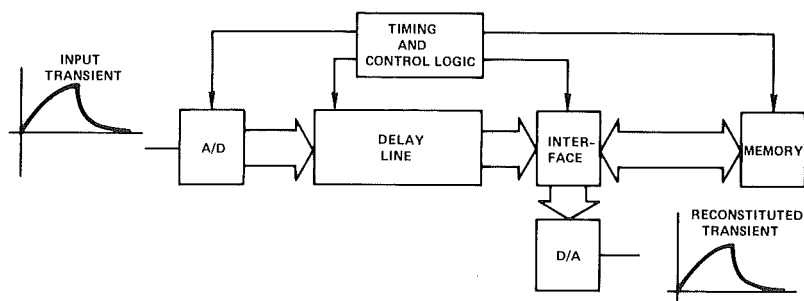 TIMING
AND
CONTROL LOGIC
INPUT
TRANSIENT
A/D
DELAY
LINE
INTER-
FACE
MEMORY
D/A
RECONSTITUTED
TRANSIENT